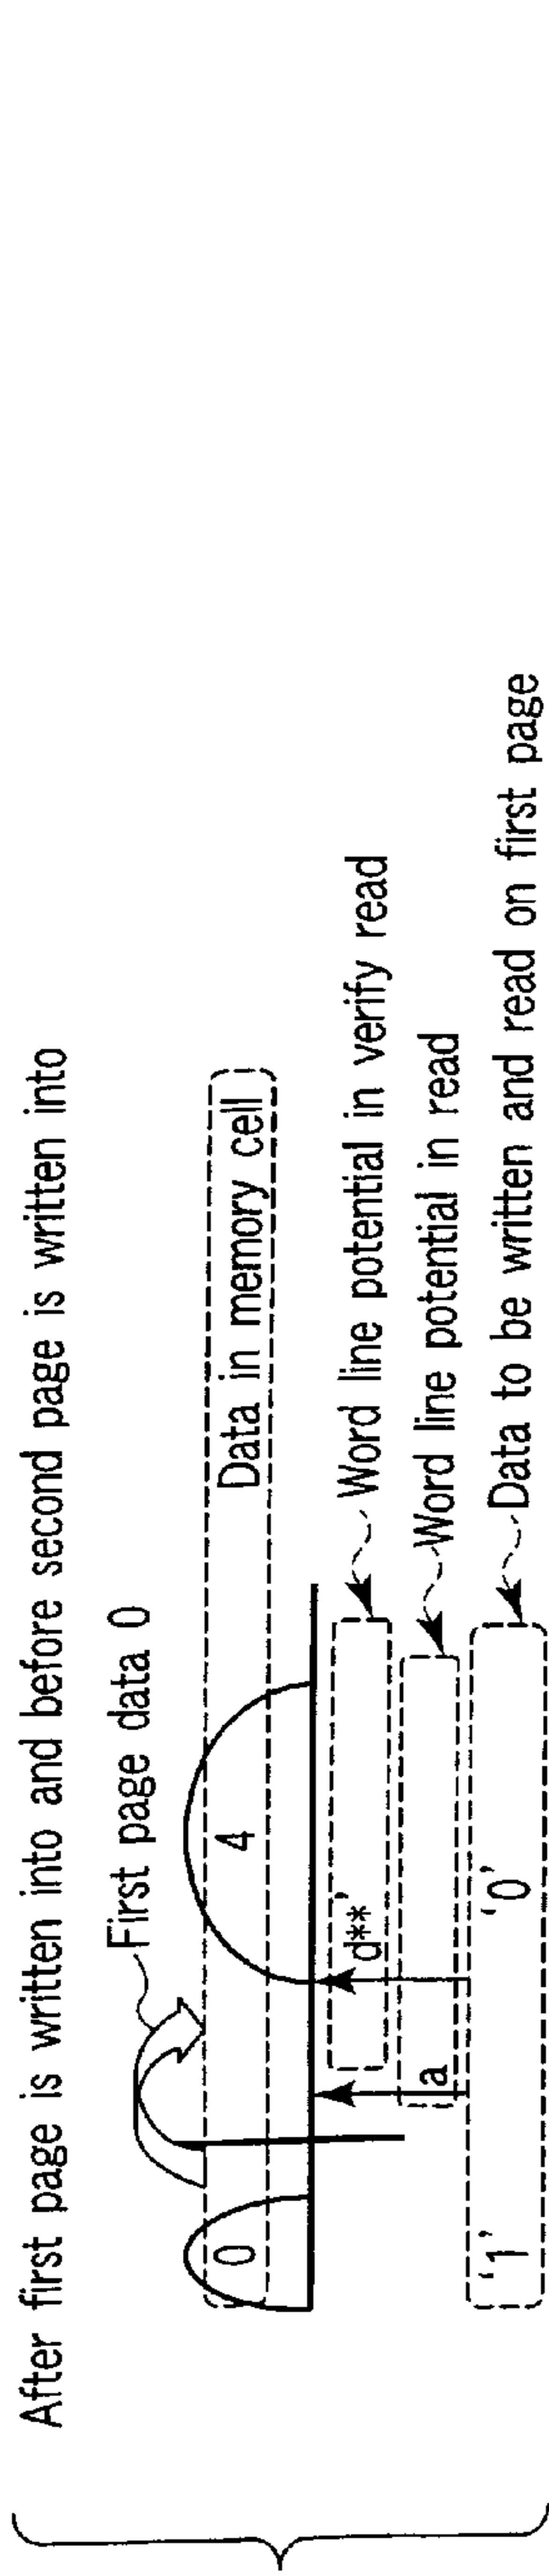 After first page is written into and before second page is written into
First page data 0
0 4 Data in memory cell
d**' Word line potential in verify read
a Word line potential in read
'1' '0' Data to be written and read on first page